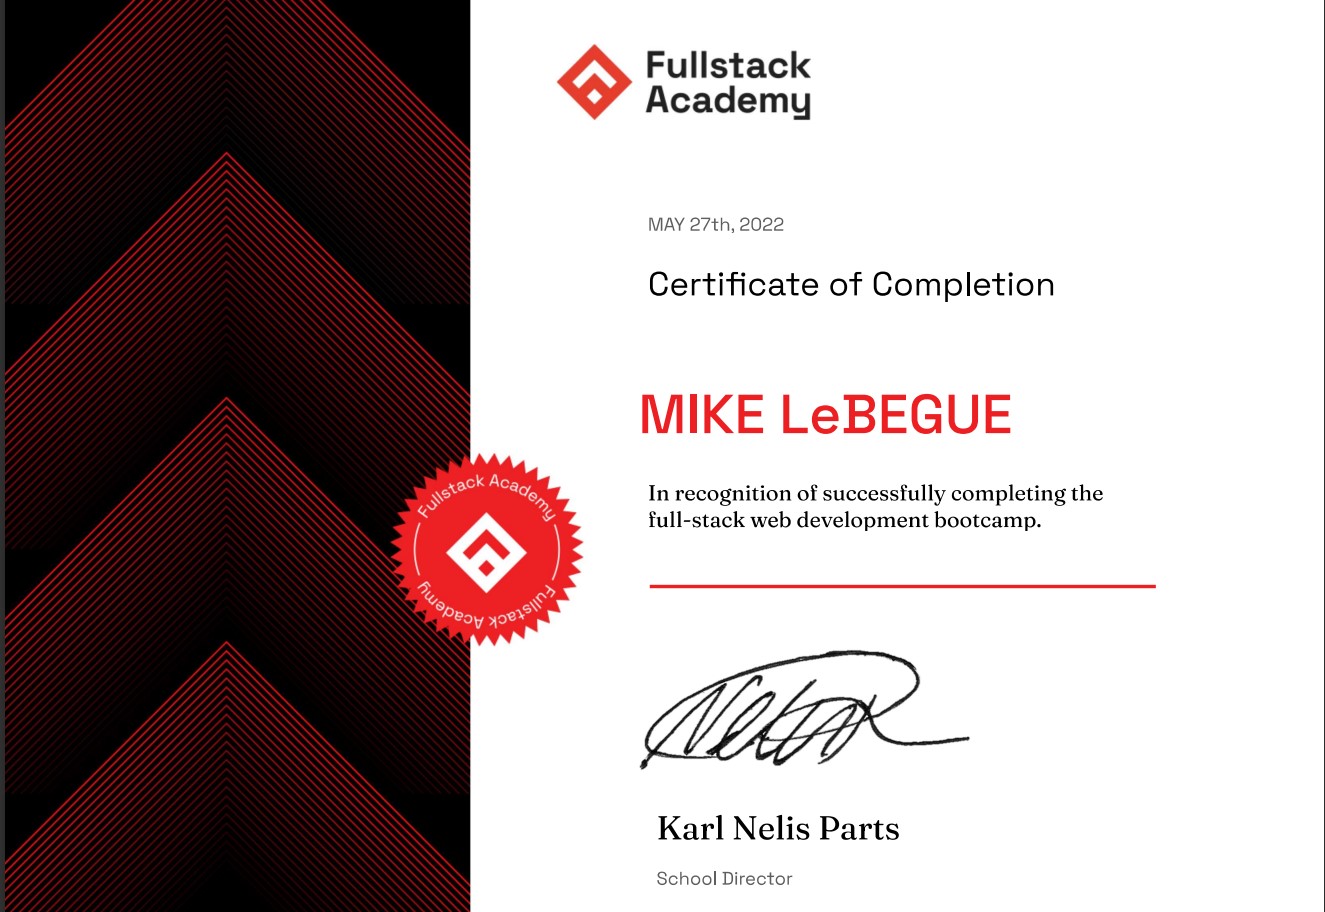 Fullstack
Academy
MAY 27th, 2022
Certificate of Completion
MIKE LeBEGUE
In recognition of successfully completing the
full-stack web development bootcamp.
Fullstack Academy
Fullstack Academy
Karl Nelis Parts
School Director